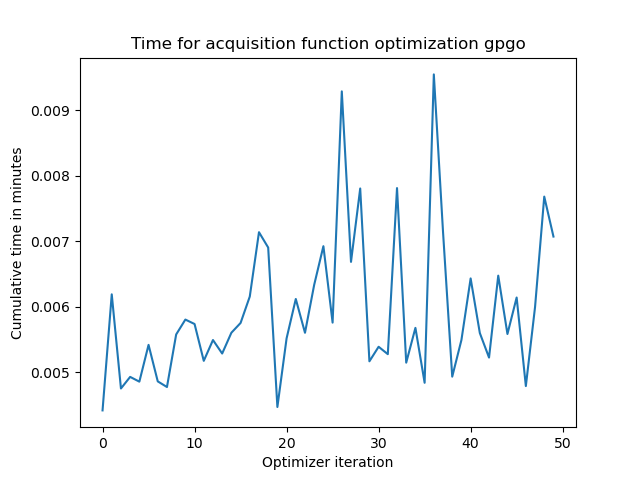 Time for acquisition function optimization gpgo
Cumulative time in minutes
0.009
0.008
0.007
0.006
0.005
0 10 20 30 40 50
Optimizer iteration